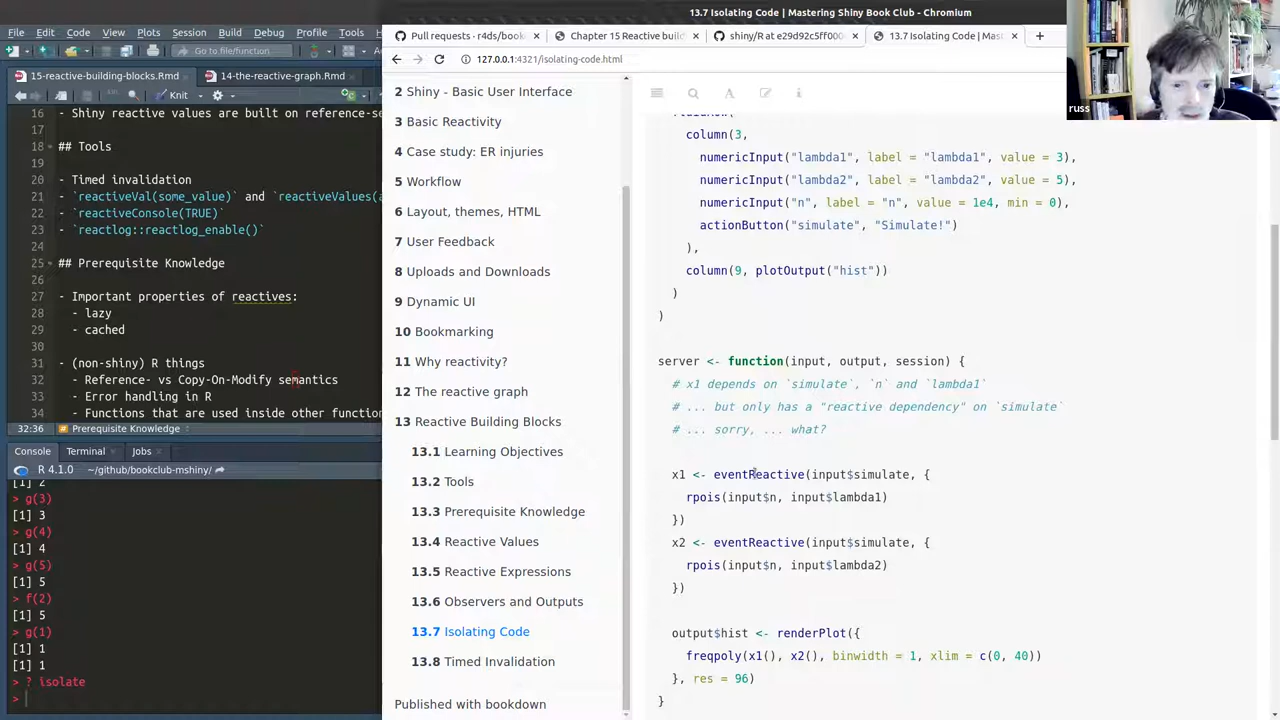 13.7 Isolating Code | Mastering Shiny Book Club - Chromium
File Edit Code View Plots Session Build Debug Profile Tools
Go to file/function
15-reactive-building-blocks.Rmd
14-the-reactive-graph.Rmd
Knit
16 - Shiny reactive values are built on reference-se
17
18 ## Tools
19
20 - Timed invalidation
21 - `reactiveVal(some_value)` and `reactiveValues(a
22 - `reactiveConsole(TRUE)`
23 - `reactlog::reactlog_enable()`
24
25 ## Prerequisite Knowledge
26
27 - Important properties of reactives:
28 - lazy
29 - cached
30
31 - (non-shiny) R things
32 - Reference- vs Copy-On-Modify semantics
33 - Error handling in R
34 - Functions that are used inside other function
32:36 Prerequisite Knowledge
Console Terminal Jobs
R 4.1.0 ~/github/bookclub-mshiny/
[1] 2
> g(3)
[1] 3
> g(4)
[1] 4
> g(5)
[1] 5
> f(2)
[1] 5
> g(1)
[1] 1
[1] 1
> ? isolate
>
Pull requests · r4ds/book
Chapter 15 Reactive build
shiny/R at e29d92c5ff000
13.7 Isolating Code | Mas
127.0.0.1:4321/isolating-code.html
2 Shiny - Basic User Interface
3 Basic Reactivity
4 Case study: ER injuries
5 Workflow
6 Layout, themes, HTML
7 User Feedback
8 Uploads and Downloads
9 Dynamic UI
10 Bookmarking
11 Why reactivity?
12 The reactive graph
13 Reactive Building Blocks
13.1 Learning Objectives
13.2 Tools
13.3 Prerequisite Knowledge
13.4 Reactive Values
13.5 Reactive Expressions
13.6 Observers and Outputs
13.7 Isolating Code
13.8 Timed Invalidation
Published with bookdown
column(3,
numericInput("lambda1", label = "lambda1", value = 3),
numericInput("lambda2", label = "lambda2", value = 5),
numericInput("n", label = "n", value = 1e4, min = 0),
actionButton("simulate", "Simulate!")
),
column(9, plotOutput("hist"))
)
)
server <- function(input, output, session) {
# x1 depends on `simulate`, `n` and `lambda1`
# ... but only has a "reactive dependency" on `simulate`
# ... sorry, ... what?
x1 <- eventReactive(input$simulate, {
rpois(input$n, input$lambda1)
})
x2 <- eventReactive(input$simulate, {
rpois(input$n, input$lambda2)
})
output$hist <- renderPlot({
freqpoly(x1(), x2(), binwidth = 1, xlim = c(0, 40))
}, res = 96)
}
russ